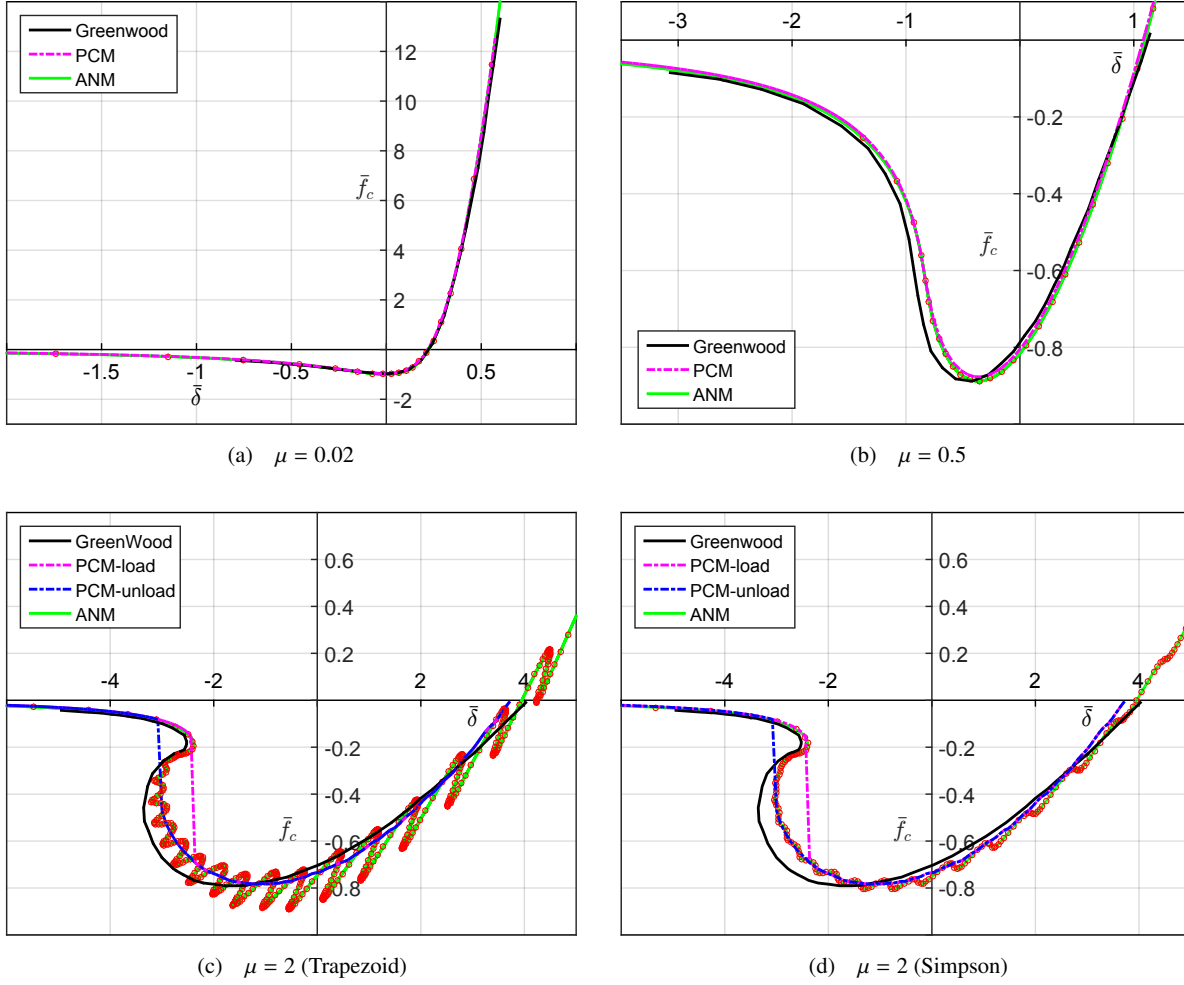 Greenwood
PCM
ANM
12
10
8
6
4
2
-2
-1.5
-1
-0.5
0.5
f̄c
δ̄
(a) μ = 0.02
-3
-2
-1
1
δ̄
-0.2
-0.4
f̄c
-0.6
-0.8
Greenwood
PCM
ANM
(b) μ = 0.5
GreenWood
PCM-load
PCM-unload
ANM
0.6
0.4
0.2
-4
-2
2
4
δ̄
-0.2
-0.4
f̄c
-0.6
-0.8
(c) μ = 2 (Trapezoid)
Greenwood
PCM-load
PCM-unload
ANM
0.6
0.4
0.2
-4
-2
2
4
δ̄
-0.2
-0.4
f̄c
-0.6
-0.8
(d) μ = 2 (Simpson)